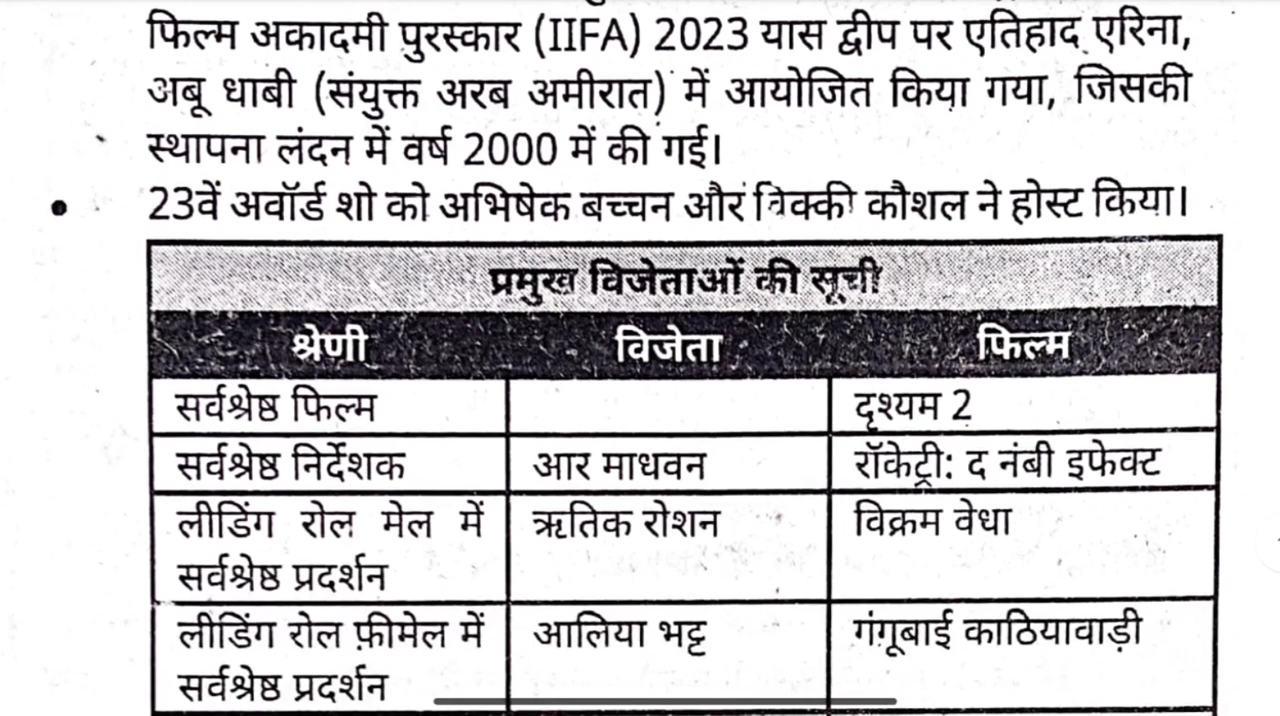 फिल्म अकादमी पुरस्कार (IIFA) 2023 यास द्वीप पर एतिहाद एरिना,
अबू धाबी (संयुक्त अरब अमीरात) में आयोजित किया गया, जिसकी
स्थापना लंदन में वर्ष 2000 में की गई।
• 23वें अवॉर्ड शो को अभिषेक बच्चन और विक्की कौशल ने होस्ट किया।
प्रमुख विजेताओं की सूची
श्रेणी विजेता फिल्म
सर्वश्रेष्ठ फिल्म दृश्यम 2
सर्वश्रेष्ठ निर्देशक आर माधवन रॉकेट्री: द नंबी इफेक्ट
लीडिंग रोल मेल में ऋतिक रोशन विक्रम वेधा
सर्वश्रेष्ठ प्रदर्शन
लीडिंग रोल फ़ीमेल में आलिया भट्ट गंगूबाई काठियावाड़ी
सर्वश्रेष्ठ प्रदर्शन